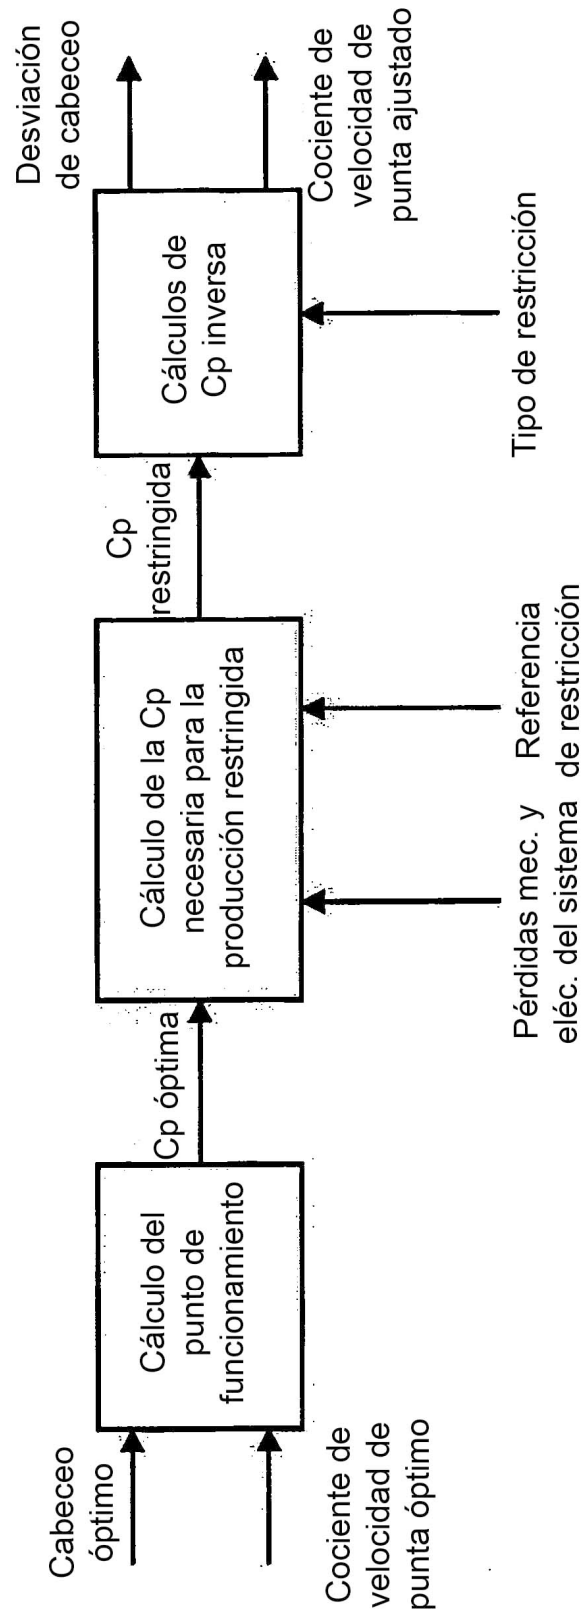 Cabeceo
óptimo
Cociente de
velocidad de
punta óptimo
Cálculo del
punto de
funcionamiento
Cp óptima
Cálculo de la Cp
necesaria para la
producción restringida
Pérdidas mec. y
eléc. del sistema
Referencia
de restricción
Cp
restringida
Cálculos de
Cp inversa
Tipo de restricción
Desviación
de cabeceo
Cociente de
velocidad de
punta ajustado